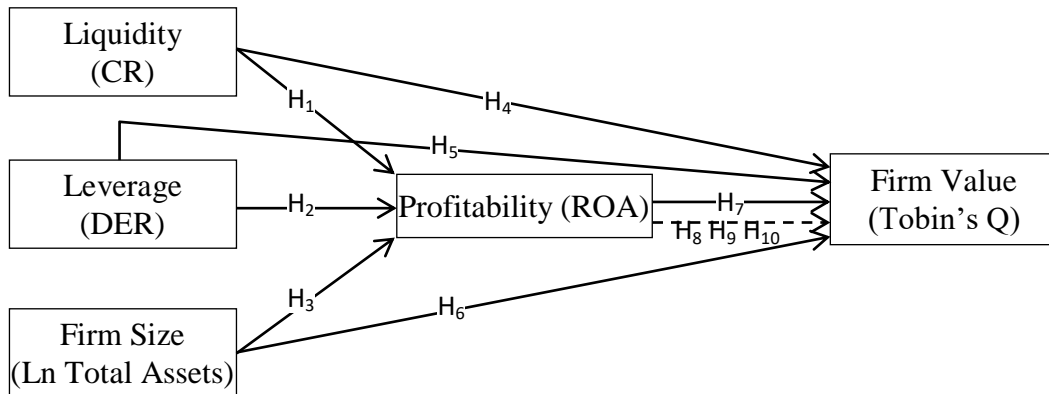 Liquidity
(CR)
H1
H4
H5
Leverage
(DER)
H2
Profitability (ROA)
H7
H8 H9 H10
Firm Value
(Tobin’s Q)
H3
H6
Firm Size
(Ln Total Assets)